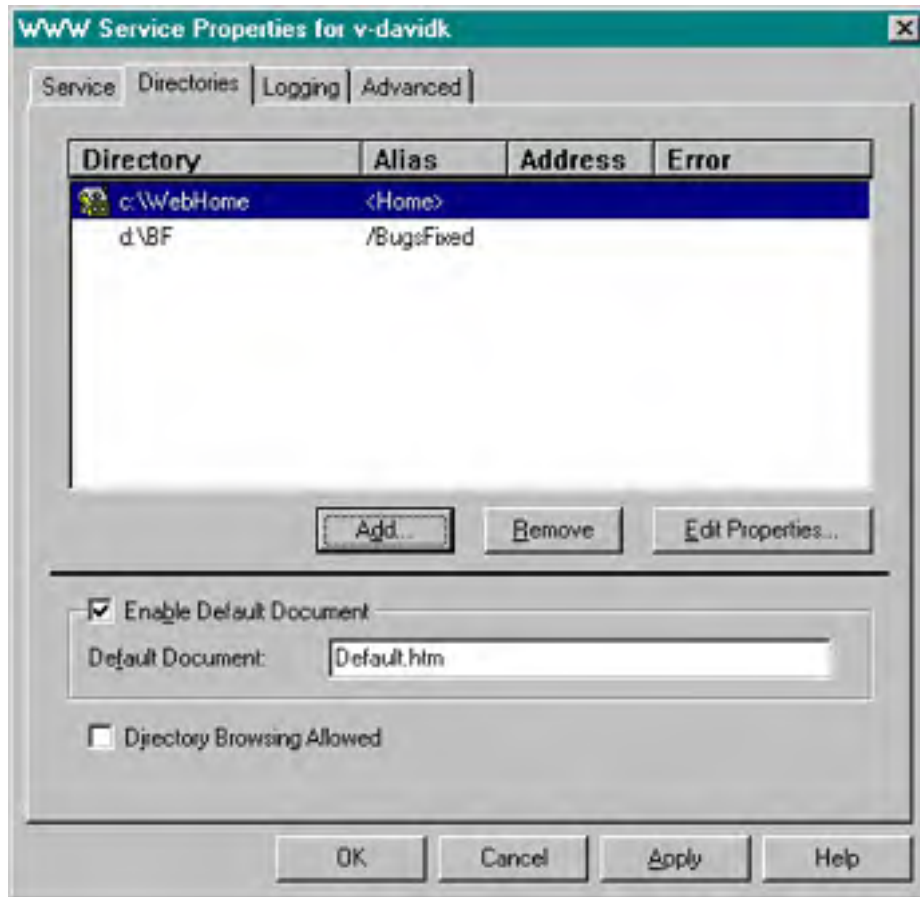 WWW Service Properties for v-davidk
Service Directories Logging Advanced
Directory Alias Address Error
c:\WebHome <Home>
d:\BF /BugsFixed
Add... Remove Edit Properties...
Enable Default Document
Default Document: Default.htm
Directory Browsing Allowed
OK Cancel Apply Help